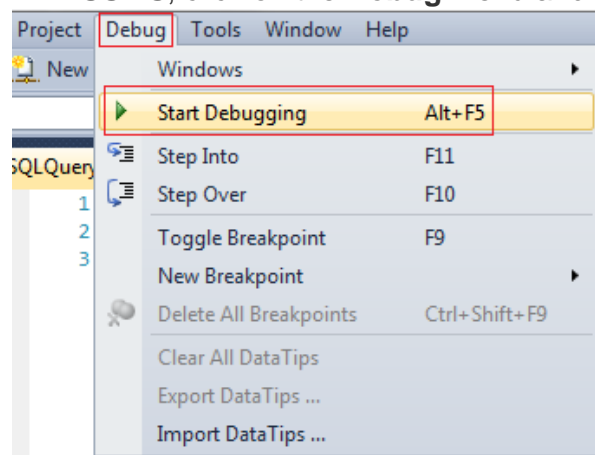 Project Debug Tools Window Help
New
Windows
Start Debugging Alt+F5
SQLQuery
Step Into F11
1
Step Over F10
2
Toggle Breakpoint F9
3
New Breakpoint
Delete All Breakpoints Ctrl+Shift+F9
Clear All DataTips
Export DataTips ...
Import DataTips ...